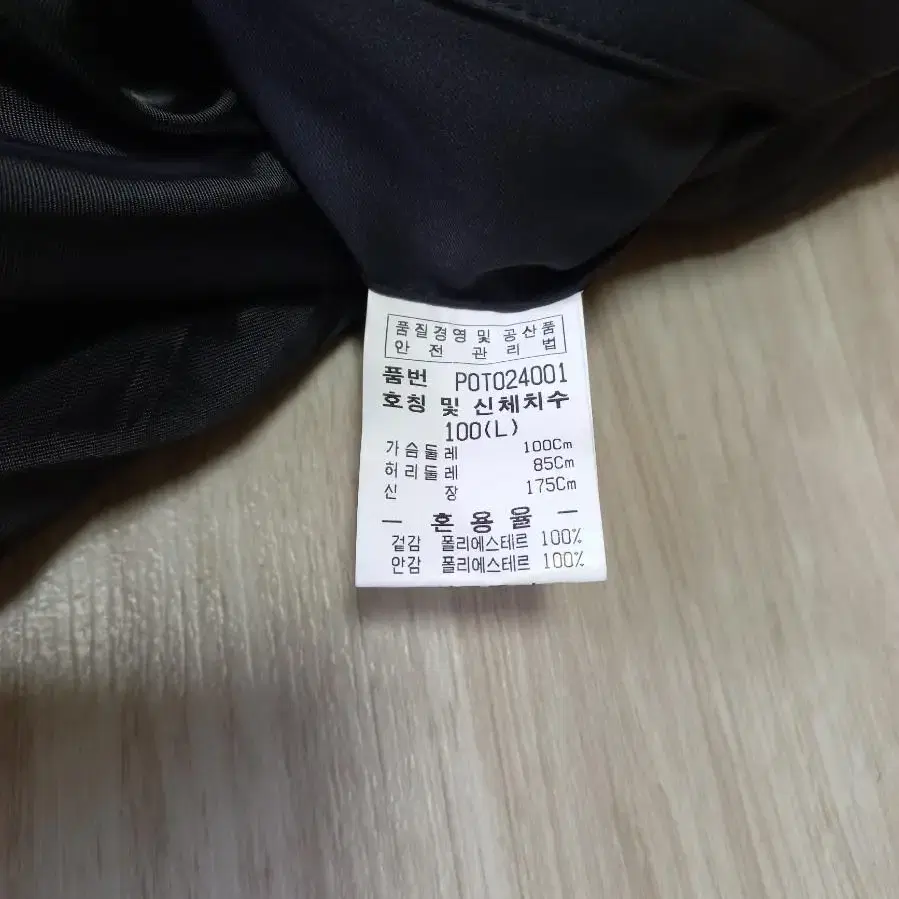 품질경영 및 공산품
안 전 관 리 법
품번 POT024001
호칭 및 신체치수
100(L)
가슴둘레 100Cm
허리둘레 85Cm
신 장 175Cm
— 혼 용 율 —
겉감 폴리에스테르 100%
안감 폴리에스테르 100%